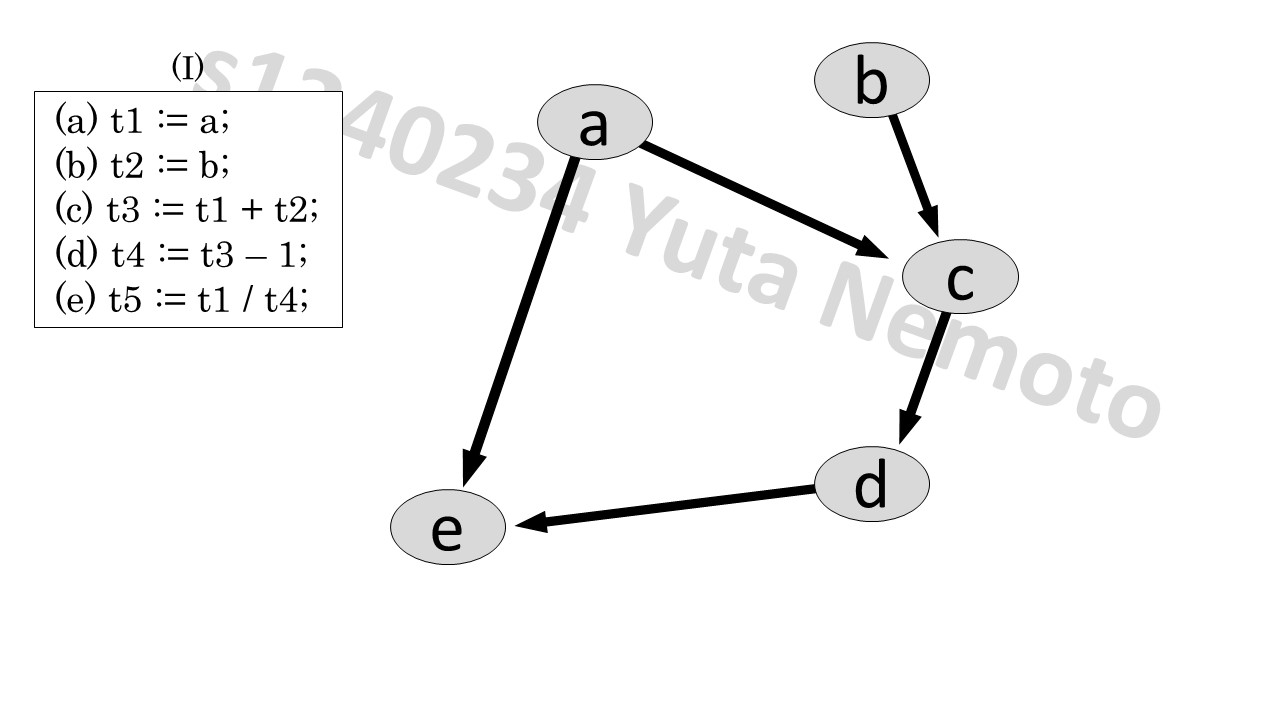 (I)
(a) t1 := a;
(b) t2 := b;
(c) t3 := t1 + t2;
(d) t4 := t3 – 1;
(e) t5 := t1 / t4;
s1240234 Yuta Nemoto
b
a
c
d
e